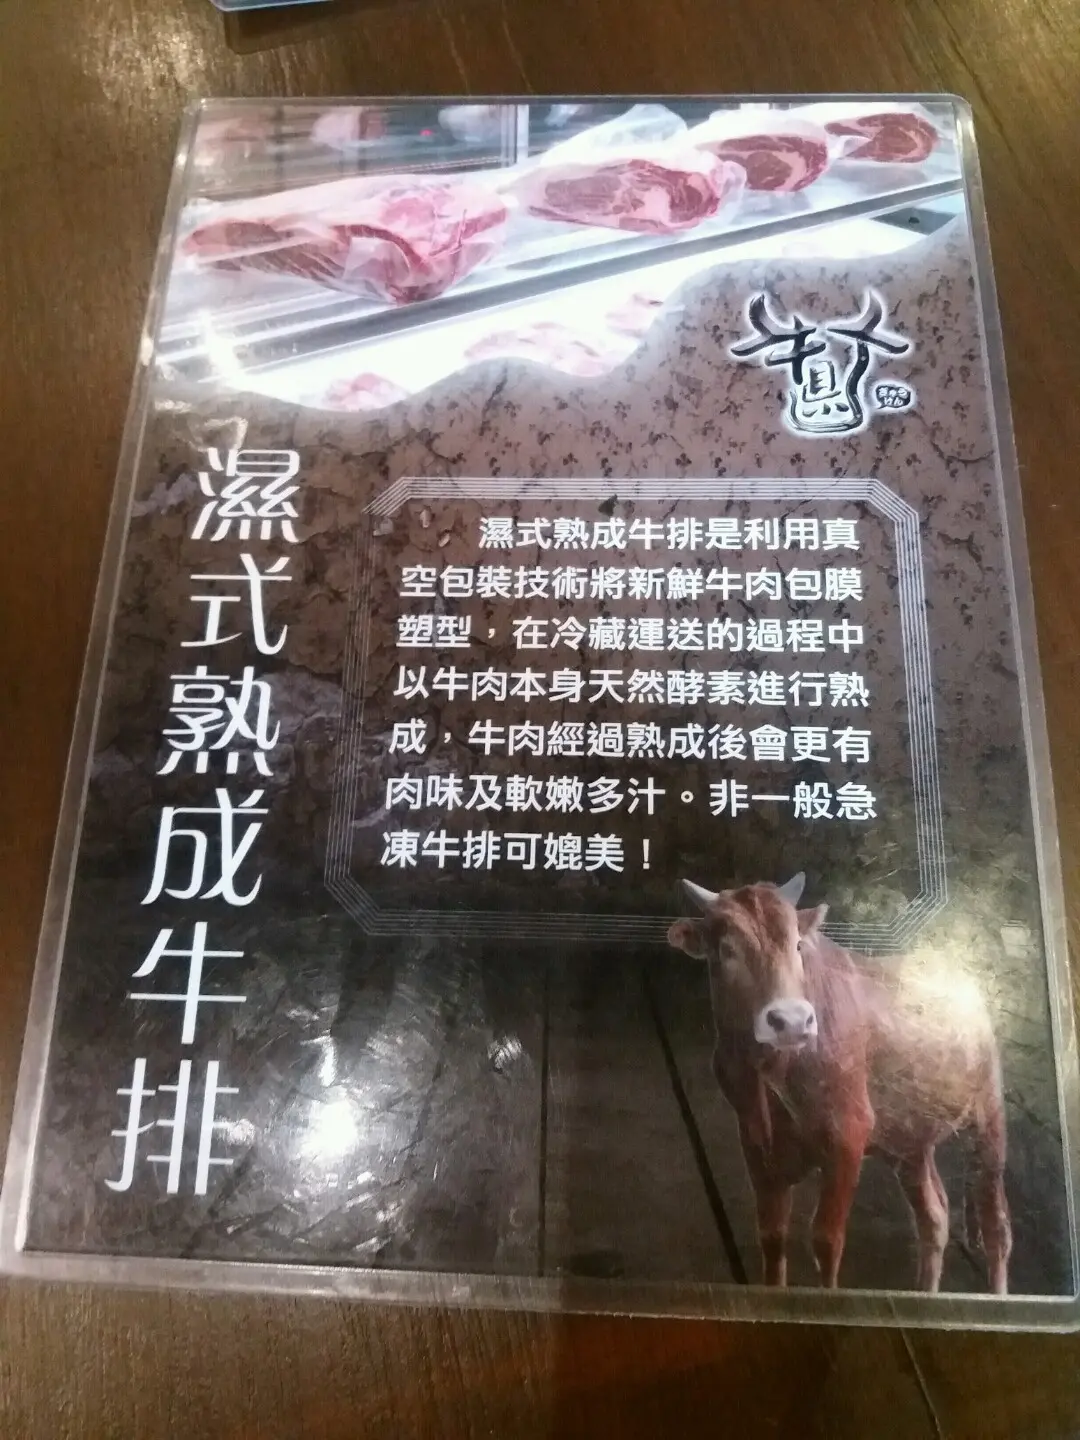 濕式熟成牛排
濕式熟成牛排是利用真
空包裝技術將新鮮牛肉包膜
塑型，在冷藏運送的過程中
以牛肉本身天然酵素進行熟
成，牛肉經過熟成後會更有
肉味及軟嫩多汁。非一般急
凍牛排可媲美！